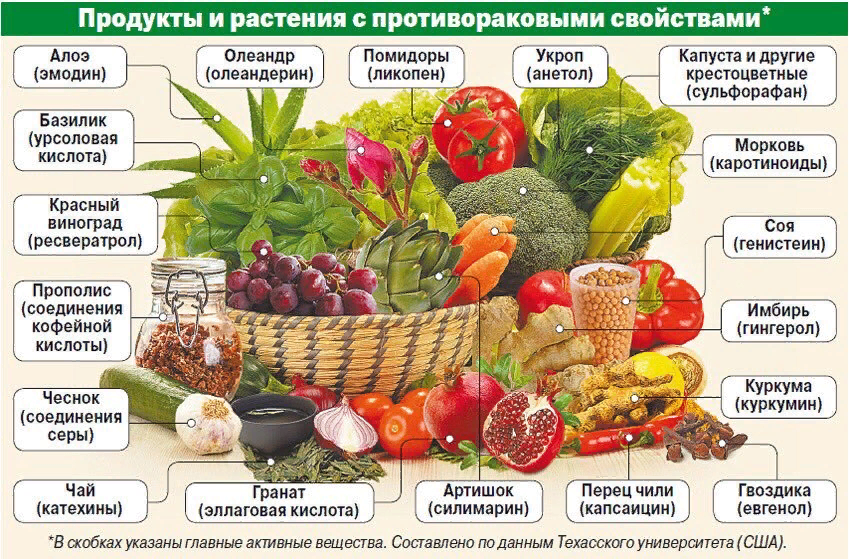 Продукты и растения с противораковыми свойствами*
Алоэ
(эмодин)
Олеандр
(олеандерин)
Помидоры
(ликопен)
Укроп
(анетол)
Капуста и другие
крестоцветные
(сульфорафан)
Базилик
(урсоловая
кислота)
Морковь
(каротиноиды)
Красный
виноград
(ресвератрол)
Соя
(генистеин)
Прополис
(соединения
кофейной
кислоты)
Имбирь
(гингерол)
Чеснок
(соединения
серы)
Куркума
(куркумин)
Чай
(катехины)
Гранат
(эллаговая кислота)
Артишок
(силимарин)
Перец чили
(капсаицин)
Гвоздика
(евгенол)
*В скобках указаны главные активные вещества. Составлено по данным Техасского университета (США).